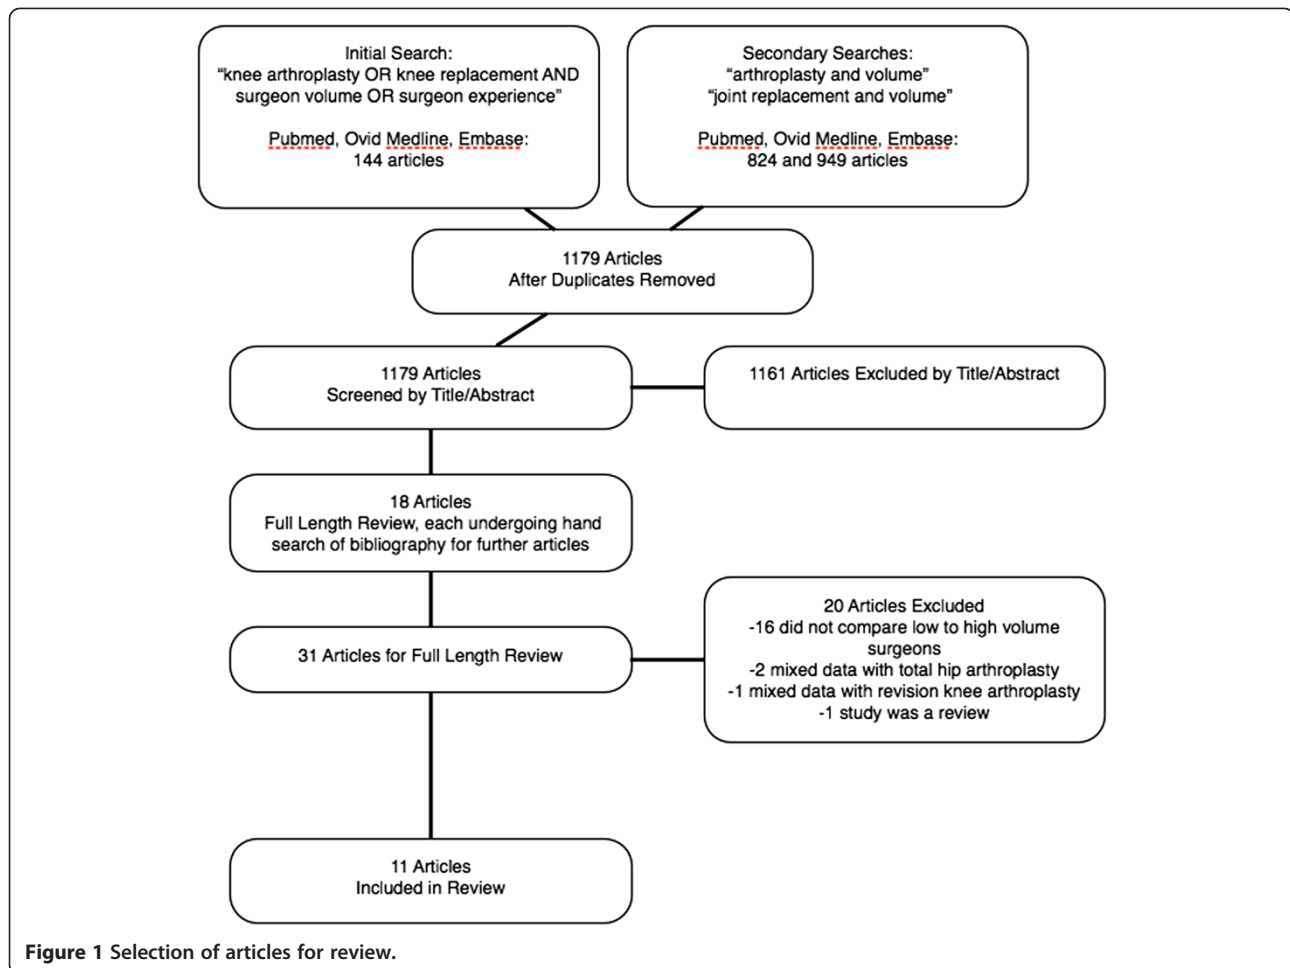 Initial Search:
“knee arthroplasty OR knee replacement AND
surgeon volume OR surgeon experience”
Pubmed, Ovid Medline, Embase:
144 articles
Secondary Searches:
“arthroplasty and volume”
“joint replacement and volume”
Pubmed, Ovid Medline, Embase:
824 and 949 articles
1179 Articles
After Duplicates Removed
1179 Articles
Screened by Title/Abstract
1161 Articles Excluded by Title/Abstract
18 Articles
Full Length Review, each undergoing hand
search of bibliography for further articles
31 Articles for Full Length Review
20 Articles Excluded
-16 did not compare low to high volume
surgeons
-2 mixed data with total hip arthroplasty
-1 mixed data with revision knee arthroplasty
-1 study was a review
11 Articles
Included in Review
Figure 1 Selection of articles for review.